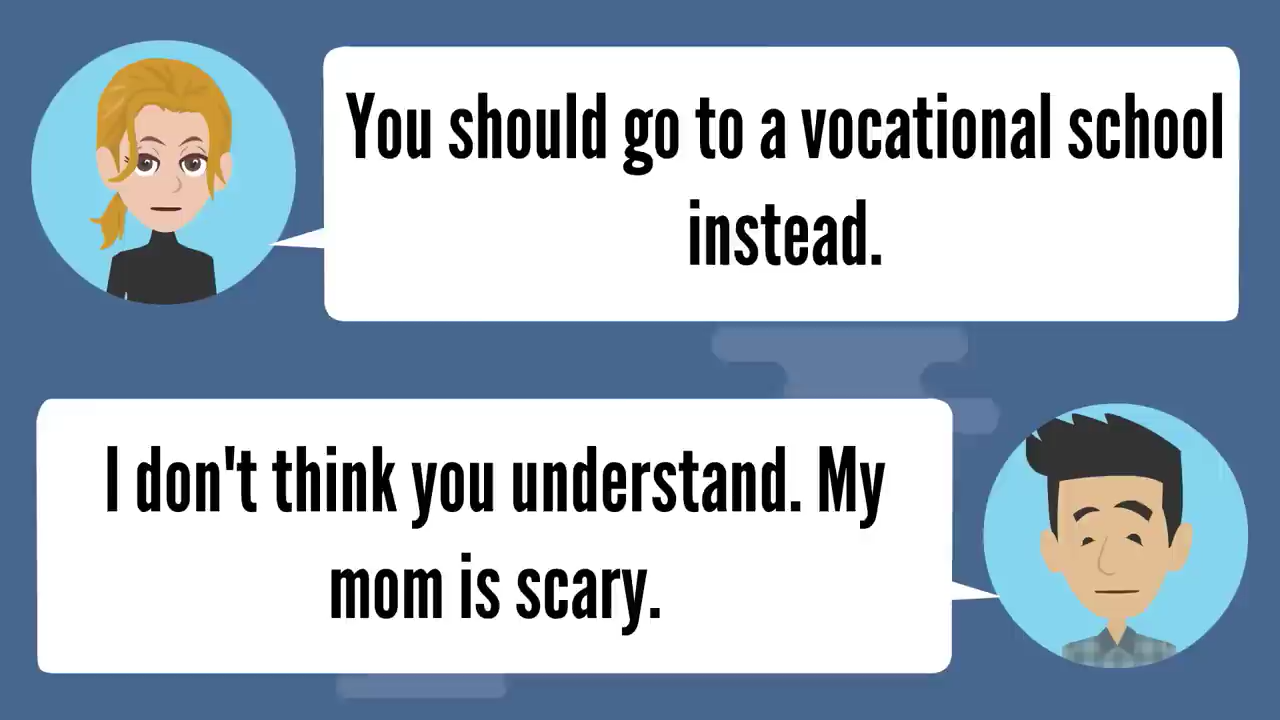 You should go to a vocational school
instead.
I don't think you understand. My
mom is scary.